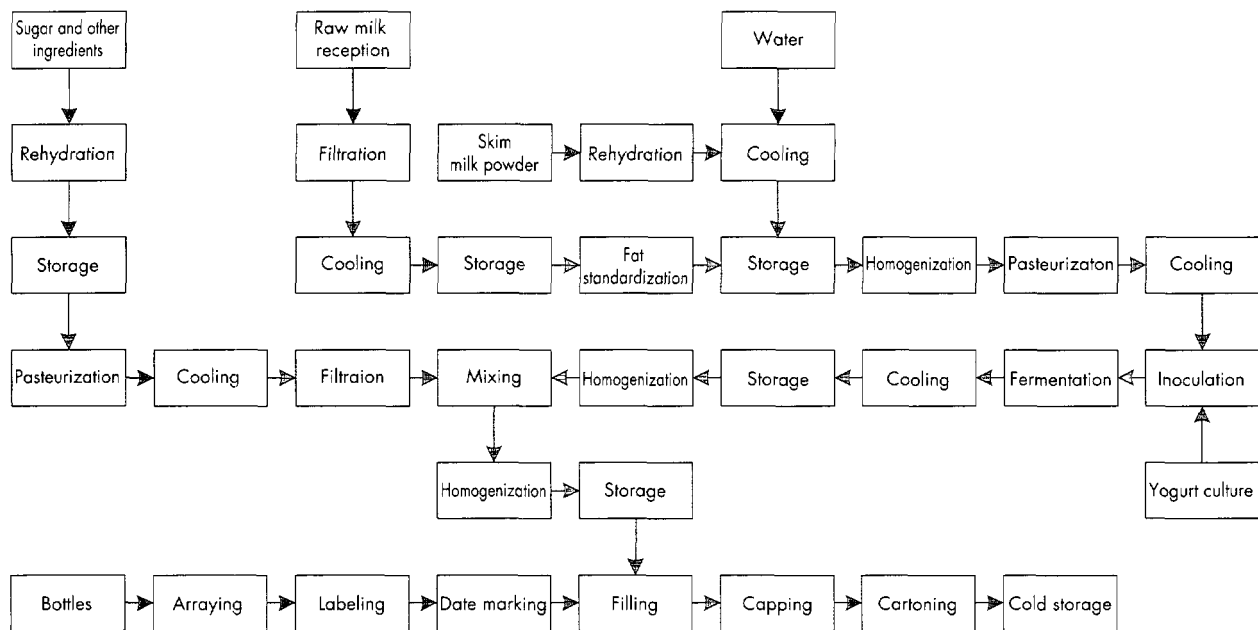 Sugar and other
ingredients
Raw milk
reception
Water
Rehydration
Filtration
Skim
milk powder
Rehydration
Cooling
Storage
Cooling
Storage
Fat
standardization
Storage
Homogenization
Pasteurizaton
Cooling
Pasteurization
Cooling
Filtraion
Mixing
Homogenization
Storage
Cooling
Fermentation
Inoculation
Homogenization
Storage
Yogurt culture
Bottles
Arraying
Labeling
Date marking
Filling
Capping
Cartoning
Cold storage